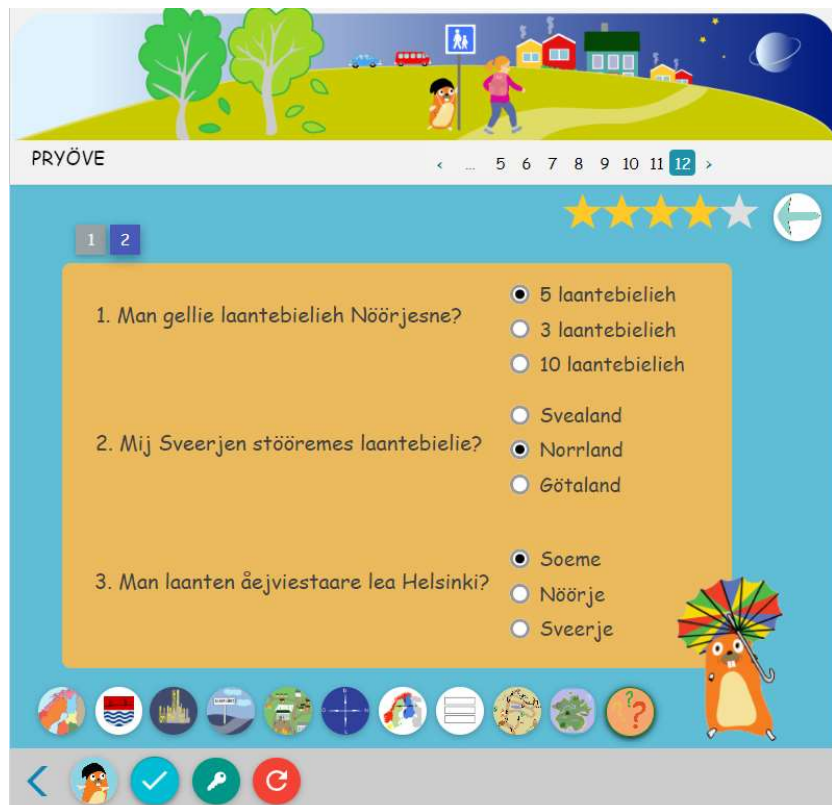 PRYÖVE
‹ ... 5 6 7 8 9 10 11 12 ›
1 2
1. Man gellie laantebielieh Nöörjesne?
5 laantebielieh
3 laantebielieh
10 laantebielieh
2. Mij Sveerjen stööremes laantebielie?
Svealand
Norrland
Götaland
3. Man laanten åejviestaare lea Helsinki?
Soeme
Nöörje
Sveerje
? ?